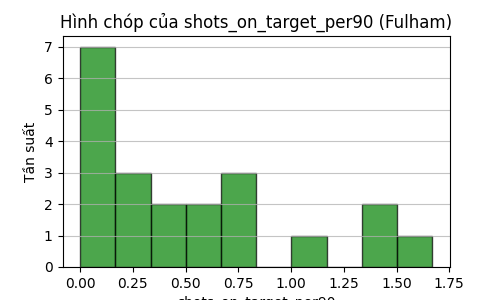 Hình chóp của shots_on_target_per90 (Fulham)
7
6
5
4
3
2
1
0
Tần suất
0.00 0.25 0.50 0.75 1.00 1.25 1.50 1.75
shots_on_target_per90